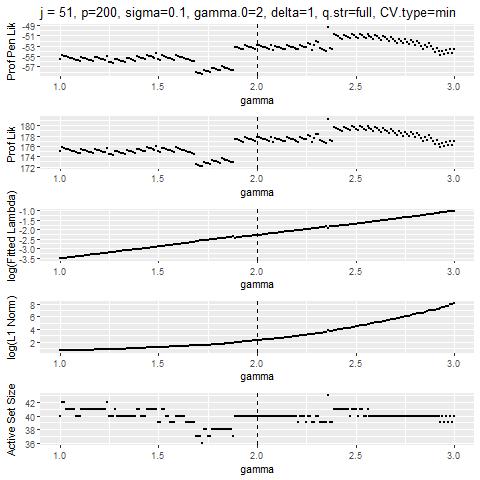 j = 51, p=200, sigma=0.1, gamma.0=2, delta=1, q.str=full, CV.type=min
Prof Pen Lik
-49
-51
-53
-55
-57
1.0 1.5 2.0 2.5 3.0
gamma
Prof Lik
180
178
176
174
172
1.0 1.5 2.0 2.5 3.0
gamma
log(Fitted Lambda)
-1.0
-1.5
-2.0
-2.5
-3.0
-3.5
1.0 1.5 2.0 2.5 3.0
gamma
log(L1 Norm)
8
6
4
2
1.0 1.5 2.0 2.5 3.0
gamma
Active Set Size
42
40
38
36
1.0 1.5 2.0 2.5 3.0
gamma